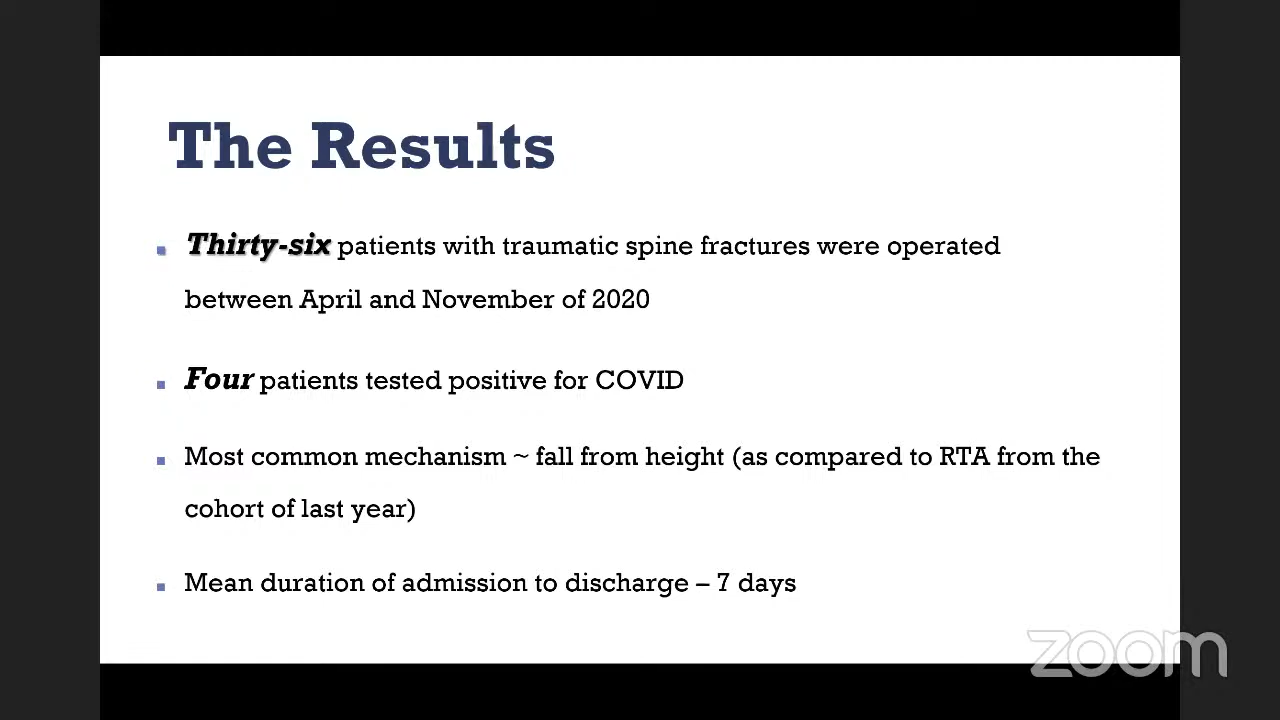 The Results
Thirty-six patients with traumatic spine fractures were operated
between April and November of 2020
Four patients tested positive for COVID
Most common mechanism ~ fall from height (as compared to RTA from the
cohort of last year)
Mean duration of admission to discharge – 7 days
zoom